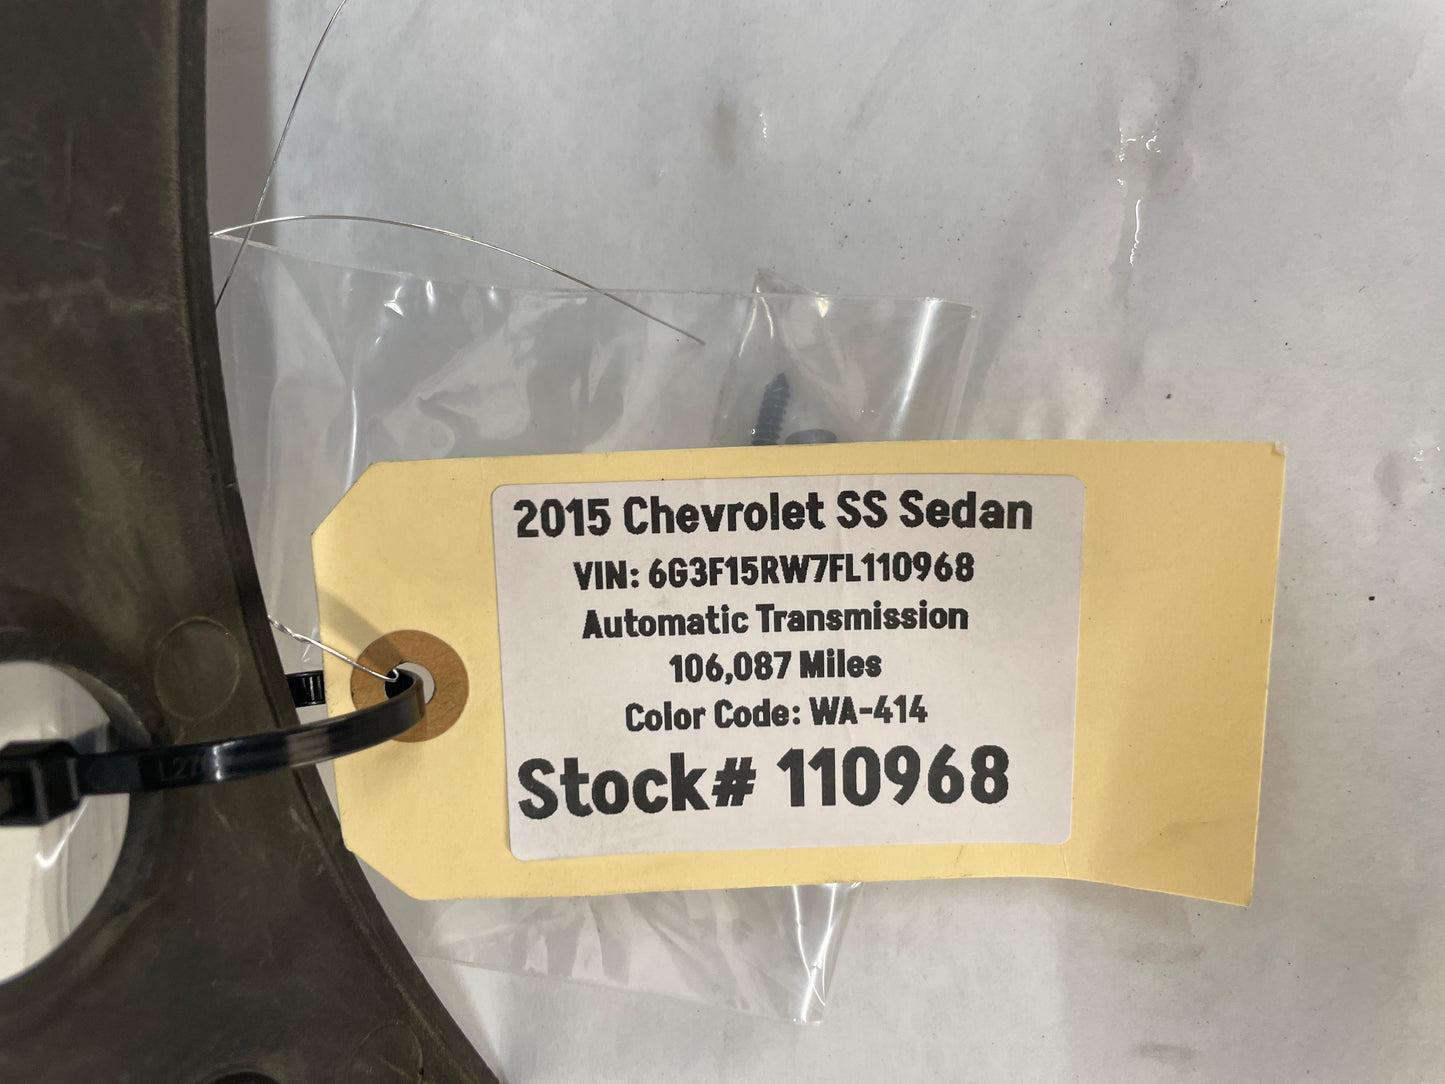 2015 Chevrolet SS Sedan
VIN: 6G3F15RW7FL110968
Automatic Transmission
106,087 Miles
Color Code: WA-414
Stock# 110968